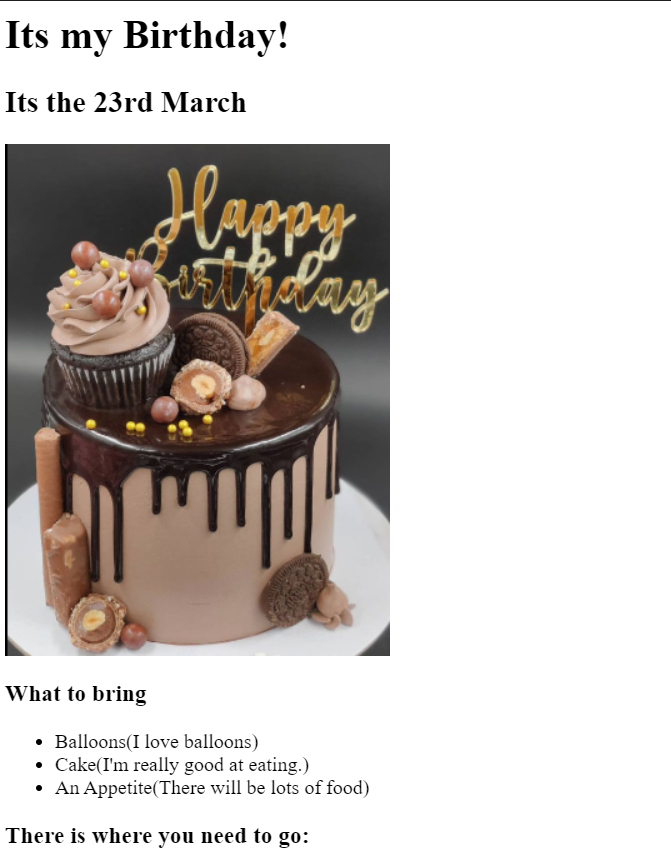 Its my Birthday!
Its the 23rd March
Happy
Birthday
What to bring
Balloons(I love balloons)
Cake(I'm really good at eating.)
An Appetite(There will be lots of food)
There is where you need to go: